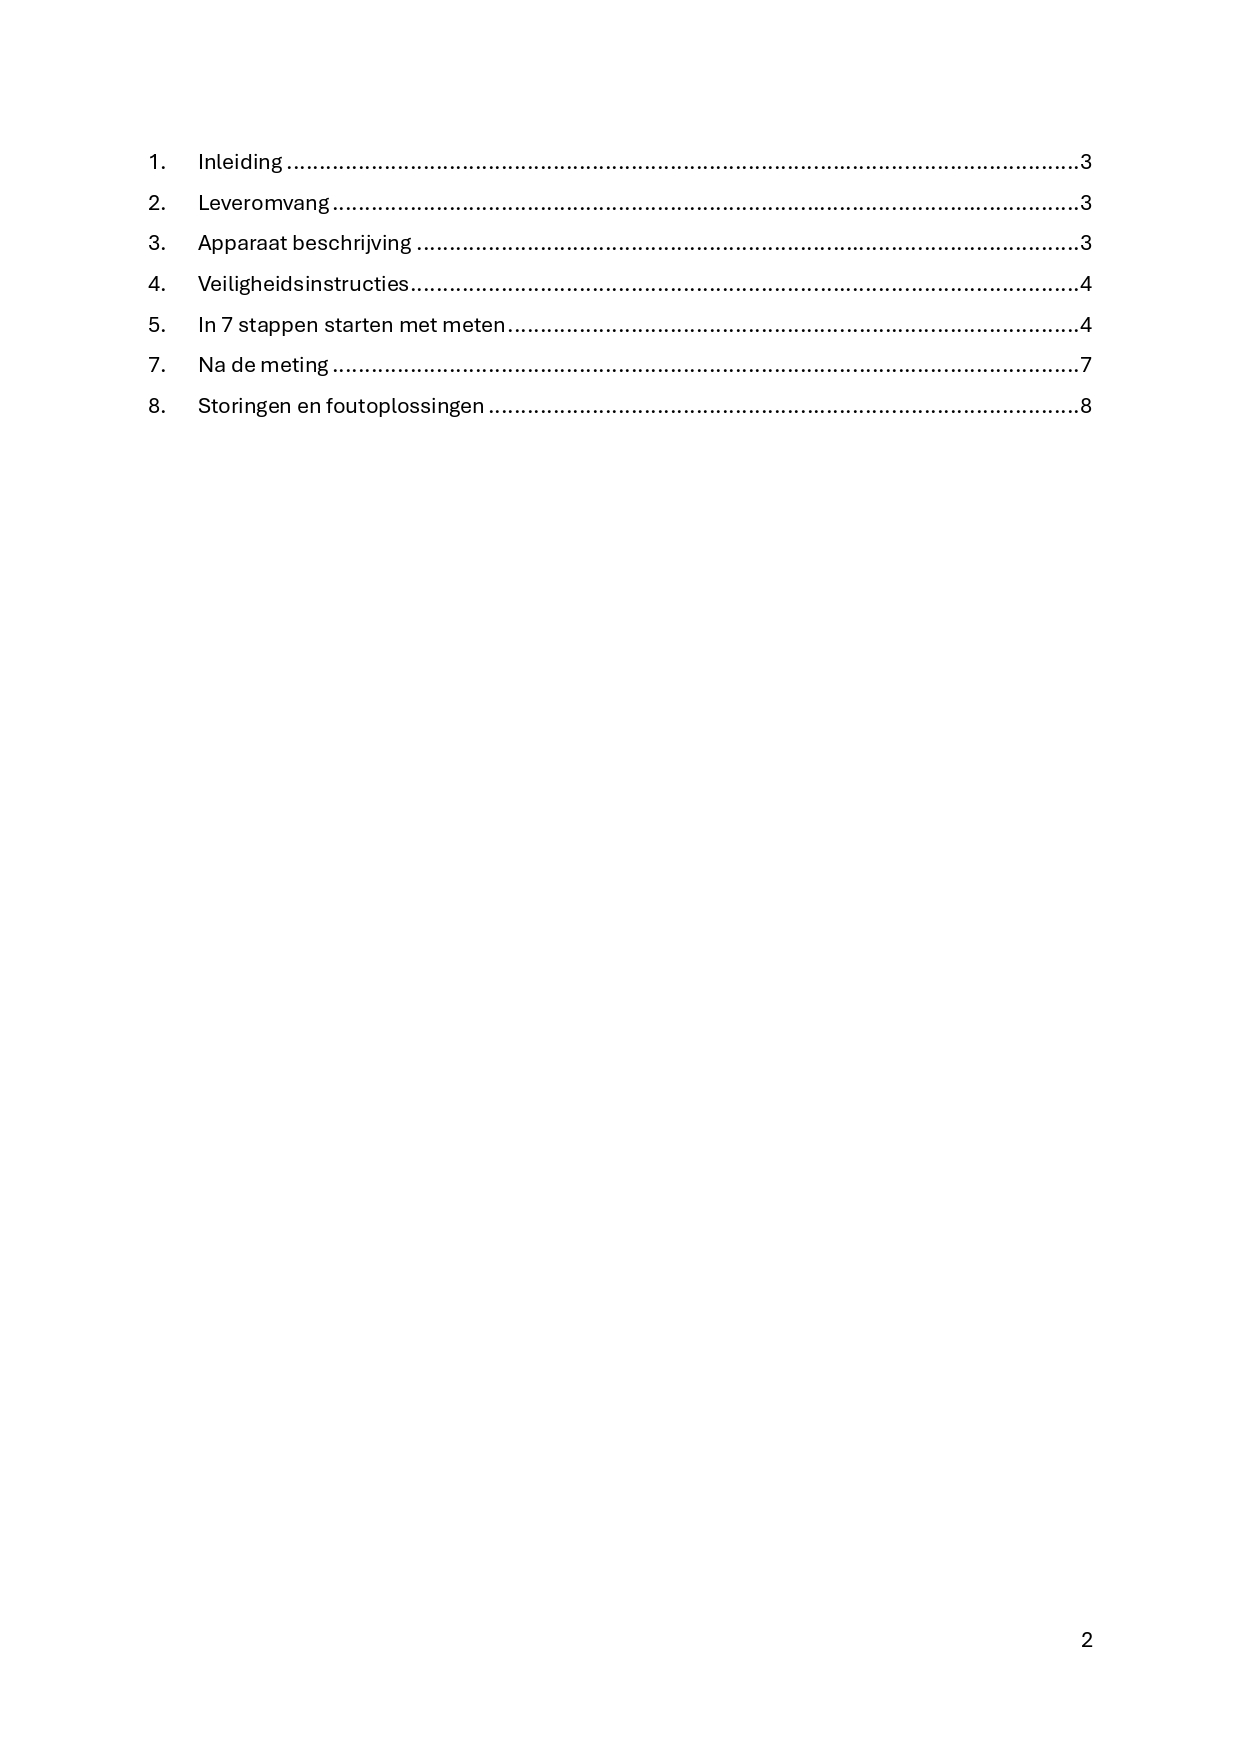 1. Inleiding ........................................................................................................................3
2. Leveromvang..................................................................................................................3
3. Apparaat beschrijving .....................................................................................................3
4. Veiligheidsinstructies......................................................................................................4
5. In 7 stappen starten met meten.......................................................................................4
7. Na de meting ..................................................................................................................7
8. Storingen en foutoplossingen ..........................................................................................8
2